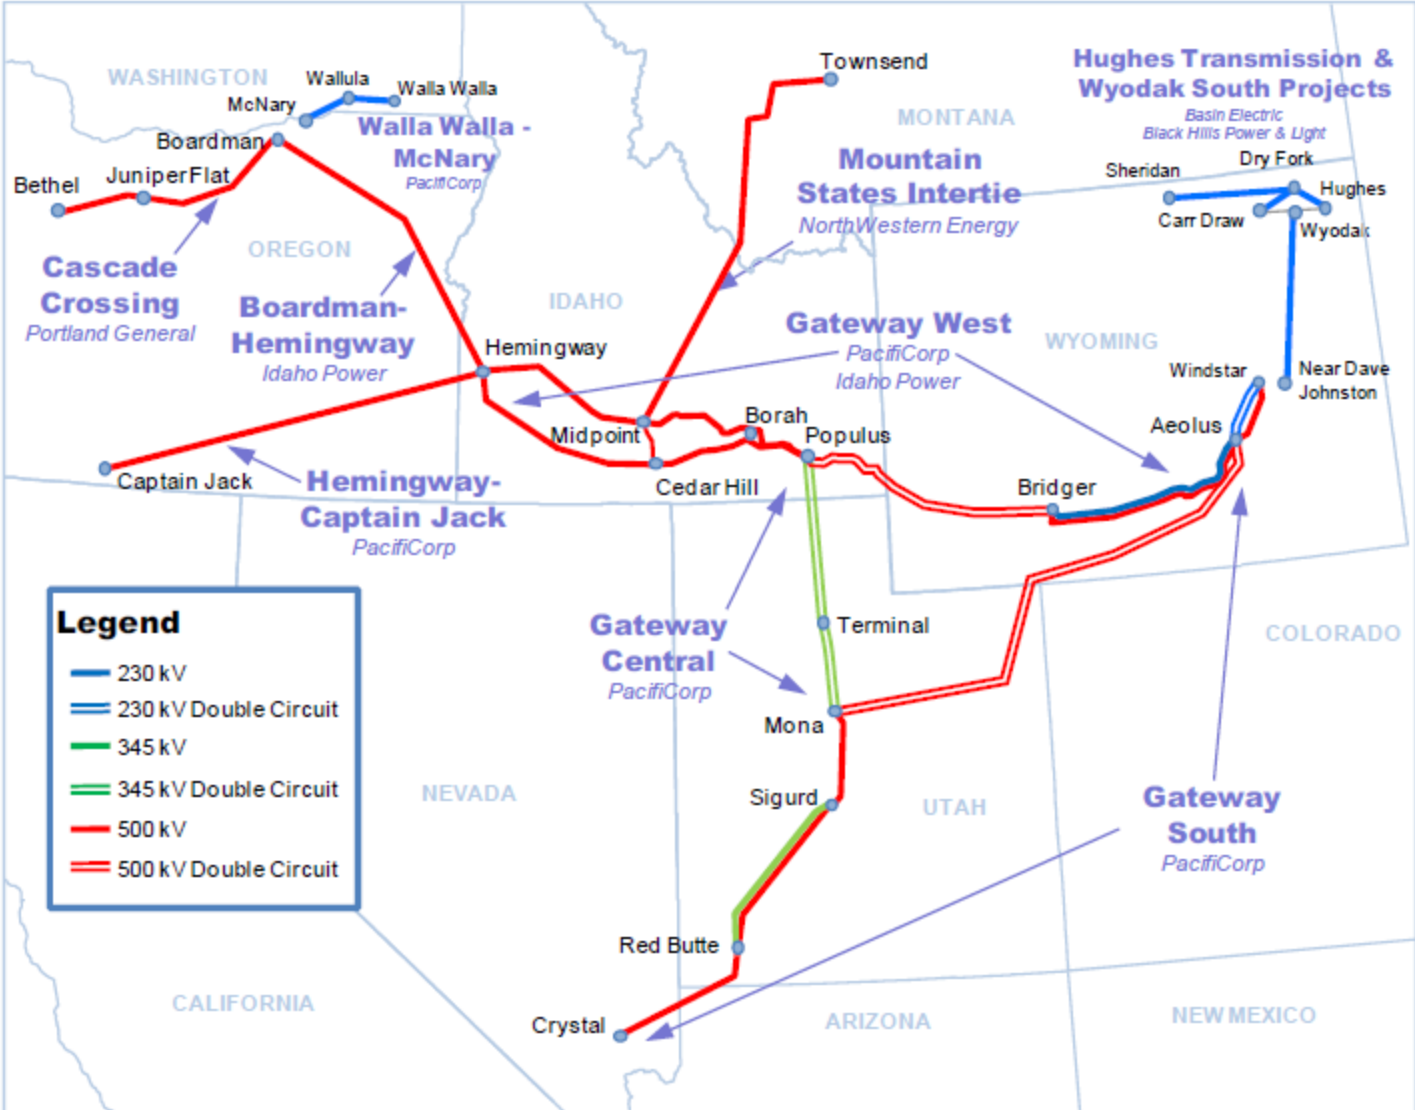 WASHINGTON
Wallula
Walla Walla
McNary
Walla Walla -
McNary
PacifiCorp
Boardman
Juniper Flat
Bethel
Cascade
Crossing
Portland General
OREGON
Boardman-
Hemingway
Idaho Power
Townsend
MONTANA
Mountain
States Intertie
NorthWestern Energy
Hughes Transmission &
Wyodak South Projects
Basin Electric
Black Hills Power & Light
Dry Fork
Sheridan
Hughes
Carr Draw
Wyodak
IDAHO
Gateway West
PacifiCorp
Idaho Power
WYOMING
Hemingway
Windstar
Near Dave
Johnston
Aeolus
Borah
Midpoint
Populus
Captain Jack
Hemingway-
Captain Jack
PacifiCorp
Cedar Hill
Bridger
Legend
230 kV
230 kV Double Circuit
345 kV
345 kV Double Circuit
500 kV
500 kV Double Circuit
Gateway
Central
PacifiCorp
Terminal
COLORADO
Mona
NEVADA
Sigurd
UTAH
Gateway
South
PacifiCorp
Red Butte
CALIFORNIA
Crystal
ARIZONA
NEW MEXICO